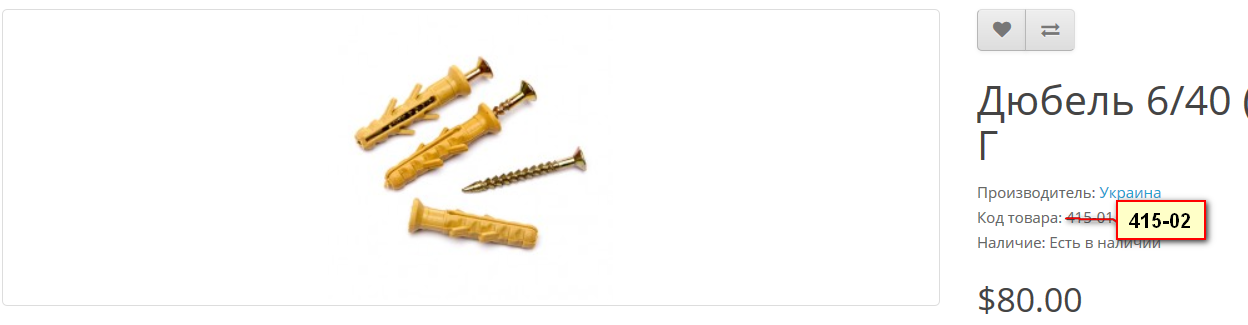 Дюбель 6/40 (
Г
Производитель: Украина
Код товара: 415-01 415-02
Наличие: Есть в наличии
$80.00